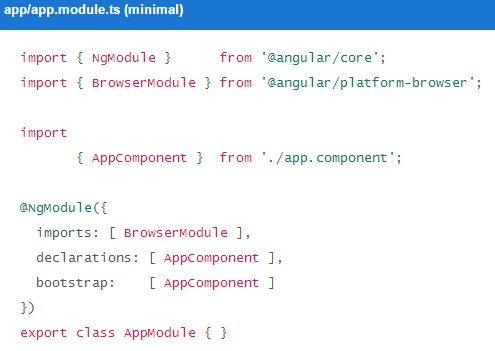 app/app.module.ts (minimal)
import { NgModule }      from '@angular/core';
import { BrowserModule } from '@angular/platform-browser';
import
       { AppComponent }  from './app.component';
@NgModule({
  imports: [ BrowserModule ],
  declarations: [ AppComponent ],
  bootstrap:    [ AppComponent ]
})
export class AppModule { }